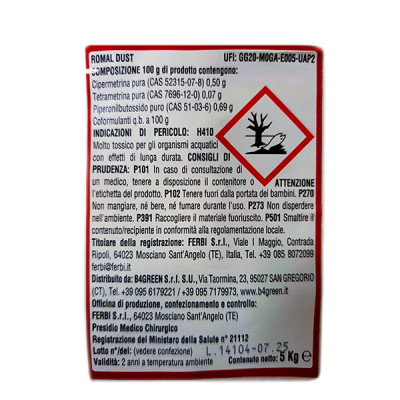 ROMAL DUST UFI: GG20-M0GA-E005-UAP2
COMPOSIZIONE 100 g di prodotto contengono:
Cipermetrina pura (CAS 52315-07-8) 0,50 g
Tetrametrina pura (CAS 7696-12-0) 0,07 g
Piperonilbutossido puro (CAS 51-03-6) 0,69 g
Coformulanti q.b. a 100 g
INDICAZIONI DI PERICOLO: H410
Molto tossico per gli organismi acquatici
con effetti di lunga durata. CONSIGLI DI
PRUDENZA: P101 In caso di consultazione di
un medico, tenere a disposizione il contenitore o ATTENZIONE
l'etichetta del prodotto. P102 Tenere fuori dalla portata dei bambini. P270
Non mangiare, né bere, né fumare durante l'uso. P273 Non disperdere
nell'ambiente. P391 Raccogliere il materiale fuoriuscito. P501 Smaltire il
contenuto/recipiente in conformità alla regolamentazione locale.
Titolare della registrazione: FERBI S.r.l., Viale I Maggio, Contrada
Ripoli, 64023 Mosciano Sant'Angelo (TE), Italia, Tel. +39 085 8072099
ferbi@ferbi.it
Distribuito da: B4GREEN S.r.l. S.U., Via Taormina, 23, 95027 SAN GREGORIO
(CT), Tel. +39 095 6179221 / +39 095 7179973, www.b4green.it
Officina di produzione, confezionamento e controllo:
FERBI S.r.l., 64023 Mosciano Sant'Angelo (TE)
Presidio Medico Chirurgico
Registrazione del Ministero della Salute n° 21112
Lotto n°/del: (vedere confezione) L.14104-07.25
Validità: 2 anni a temperatura ambiente Contenuto netto: 5 Kg e